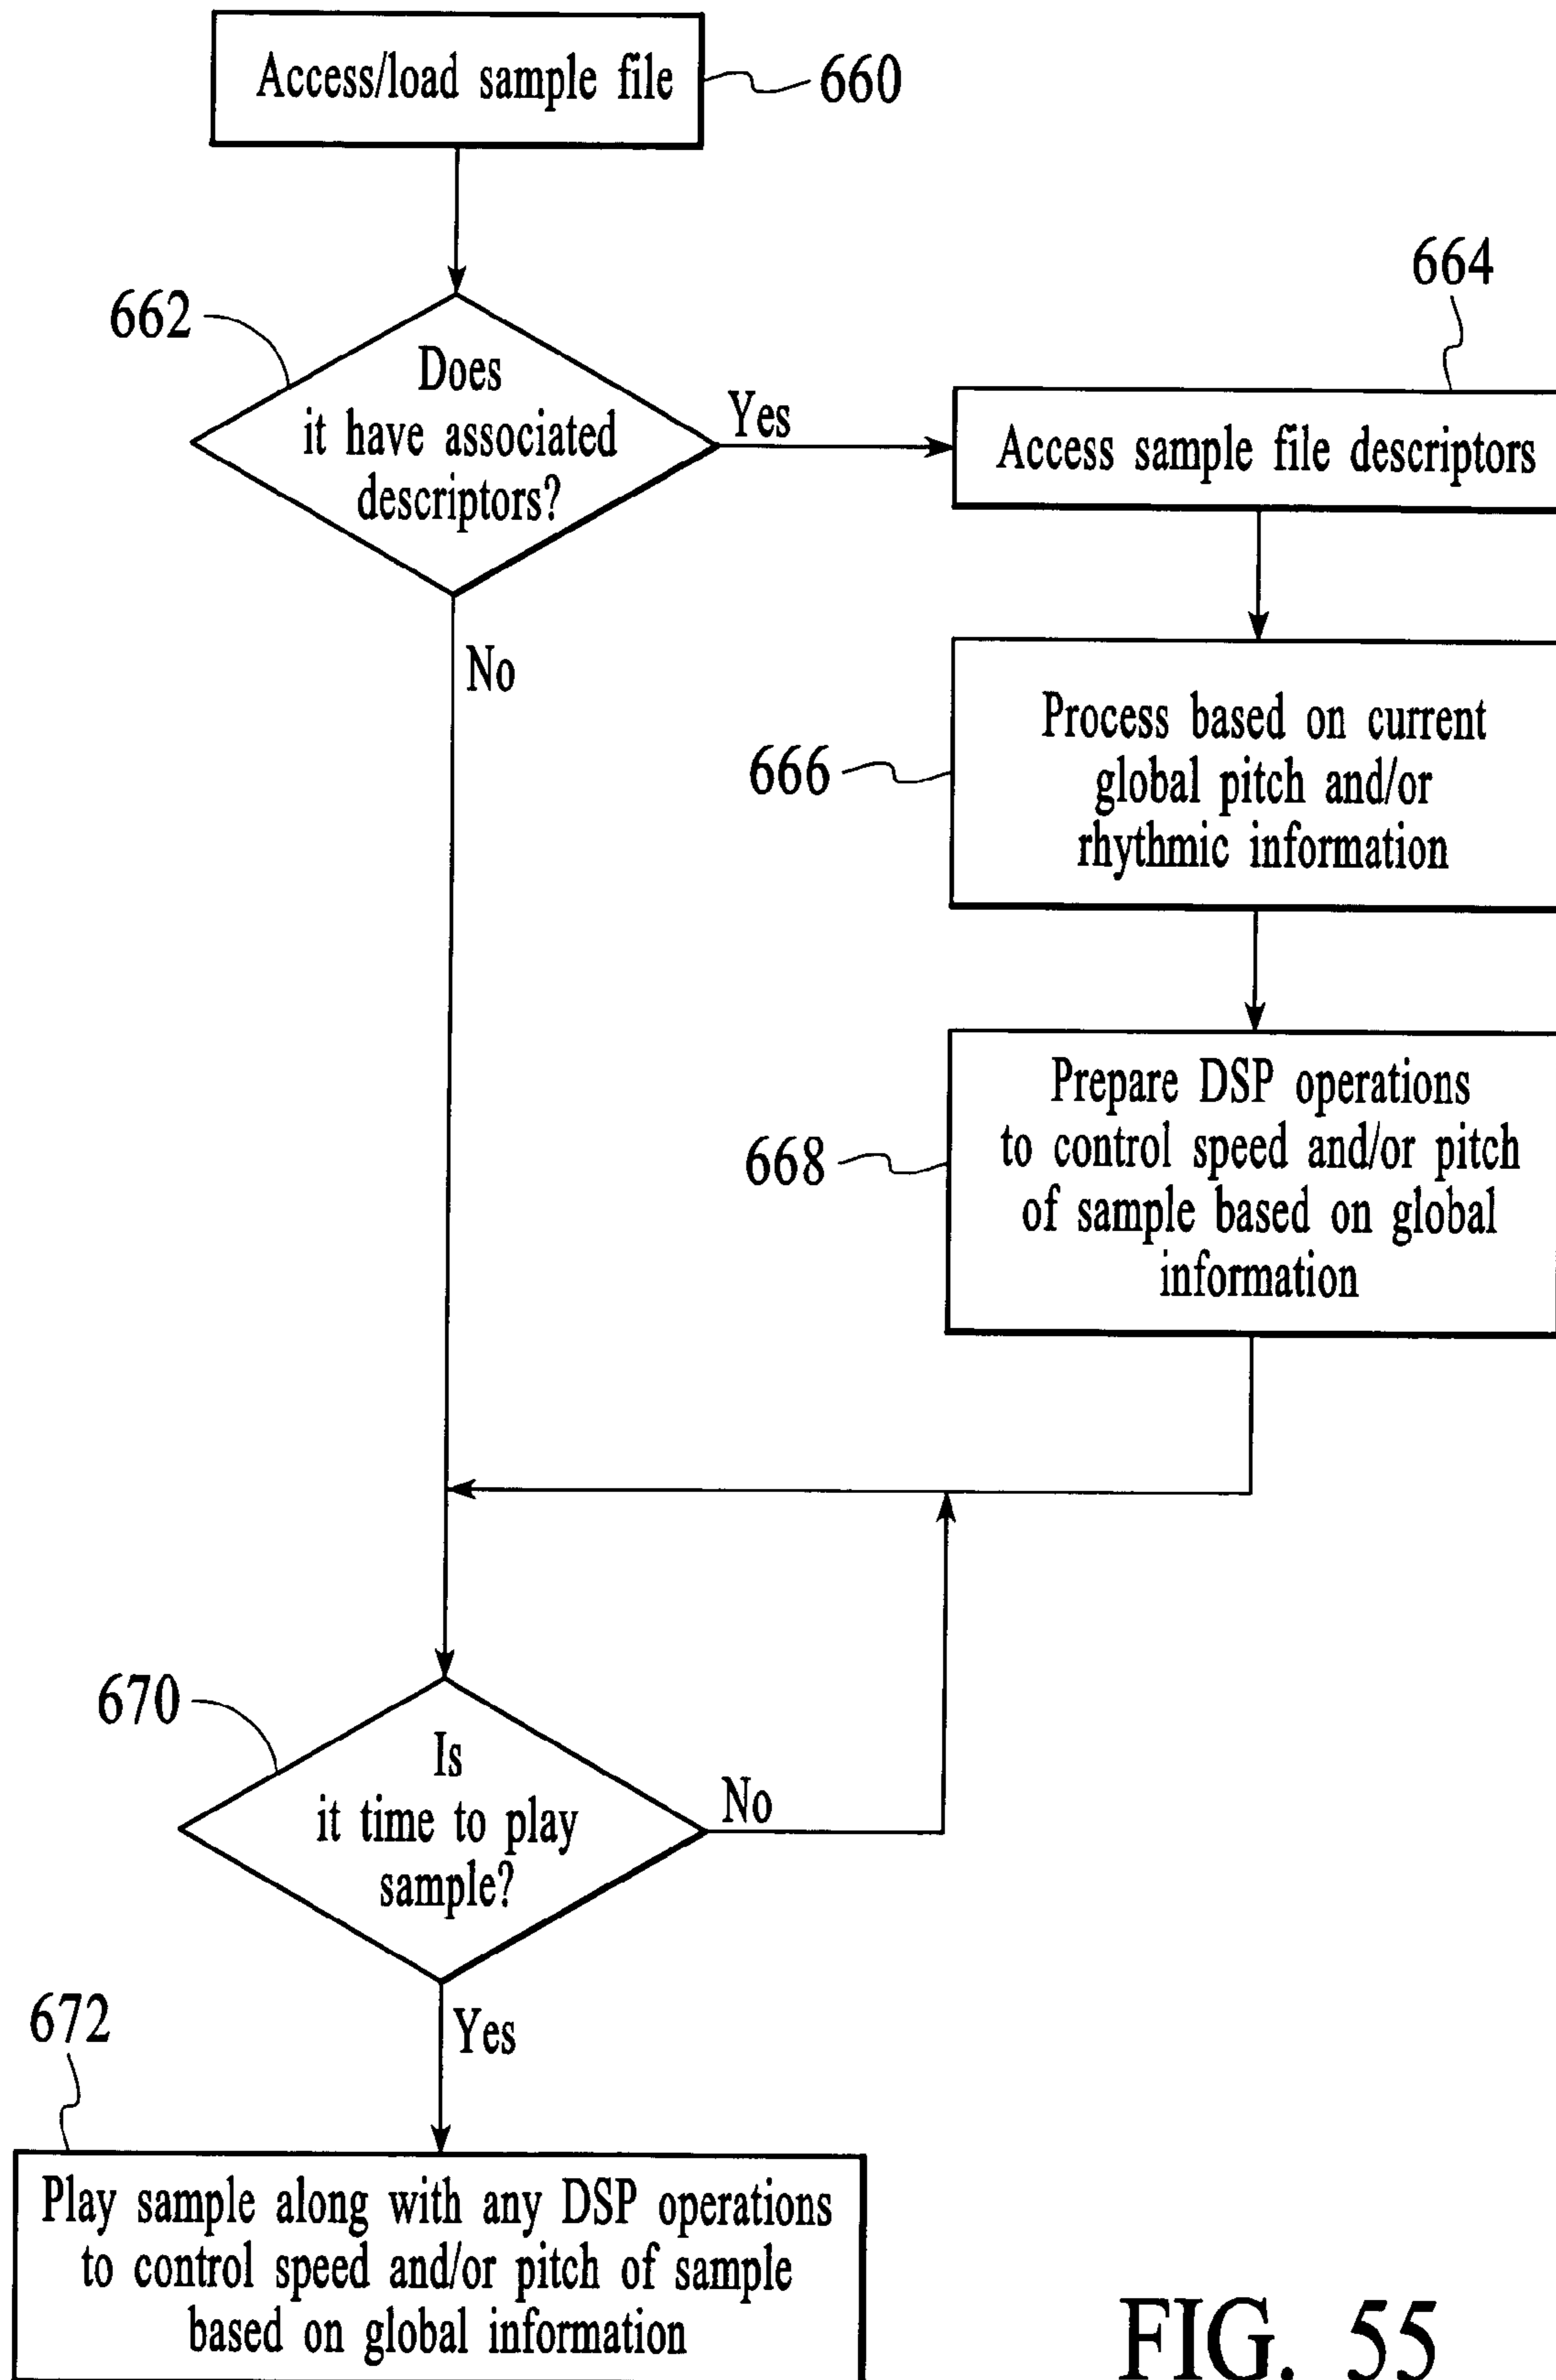 Access/load sample file
660
662
Does
it have associated
descriptors?
Yes
No
664
Access sample file descriptors
666
Process based on current
global pitch and/or
rhythmic information
668
Prepare DSP operations
to control speed and/or pitch
of sample based on global
information
670
Is
it time to play
sample?
No
Yes
672
Play sample along with any DSP operations
to control speed and/or pitch of sample
based on global information
FIG. 55